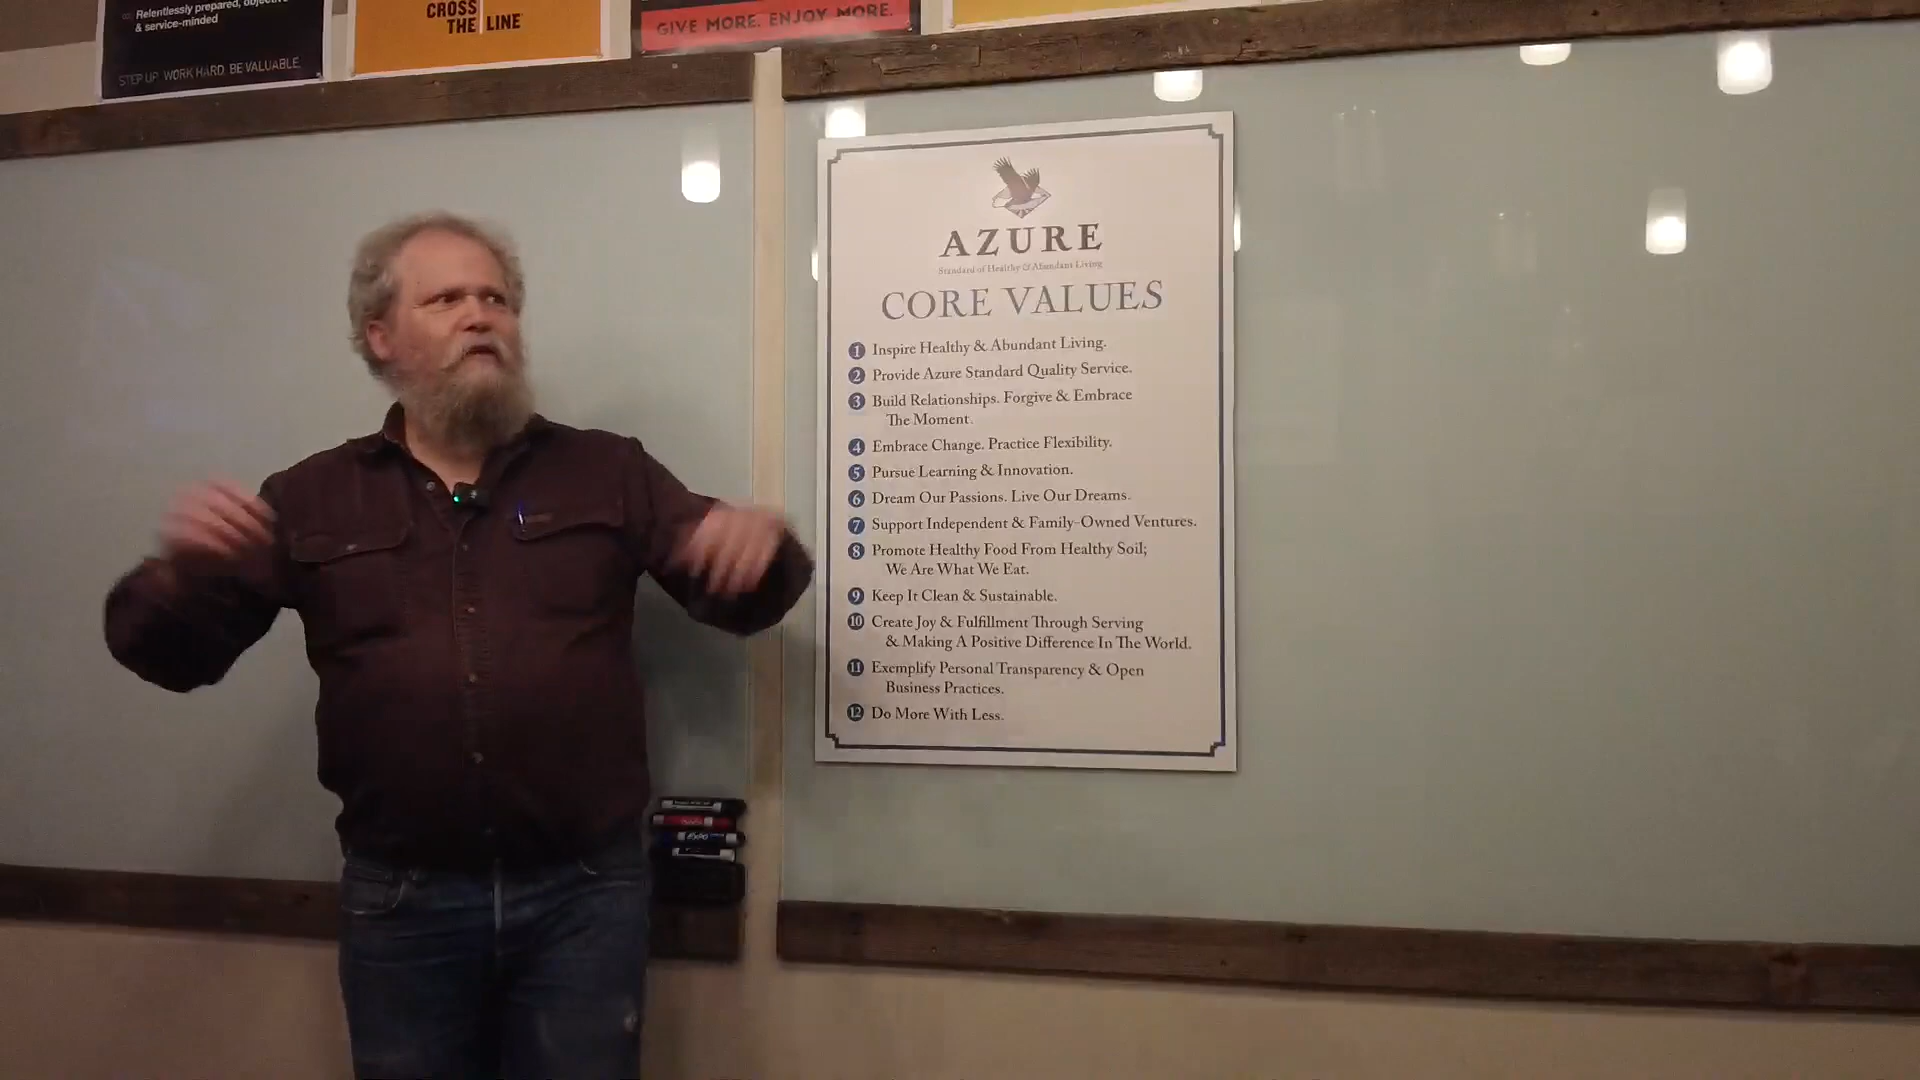 Relentlessly prepared, objective
& service-minded
STEP UP. WORK HARD. BE VALUABLE.
CROSS
THE LINE
GIVE MORE. ENJOY MORE.
AZURE
Standard of Healthy & Abundant Living
CORE VALUES
1 Inspire Healthy & Abundant Living.
2 Provide Azure Standard Quality Service.
3 Build Relationships. Forgive & Embrace
The Moment.
4 Embrace Change. Practice Flexibility.
5 Pursue Learning & Innovation.
6 Dream Our Passions. Live Our Dreams.
7 Support Independent & Family-Owned Ventures.
8 Promote Healthy Food From Healthy Soil;
We Are What We Eat.
9 Keep It Clean & Sustainable.
10 Create Joy & Fulfillment Through Serving
& Making A Positive Difference In The World.
11 Exemplify Personal Transparency & Open
Business Practices.
12 Do More With Less.
EXPO